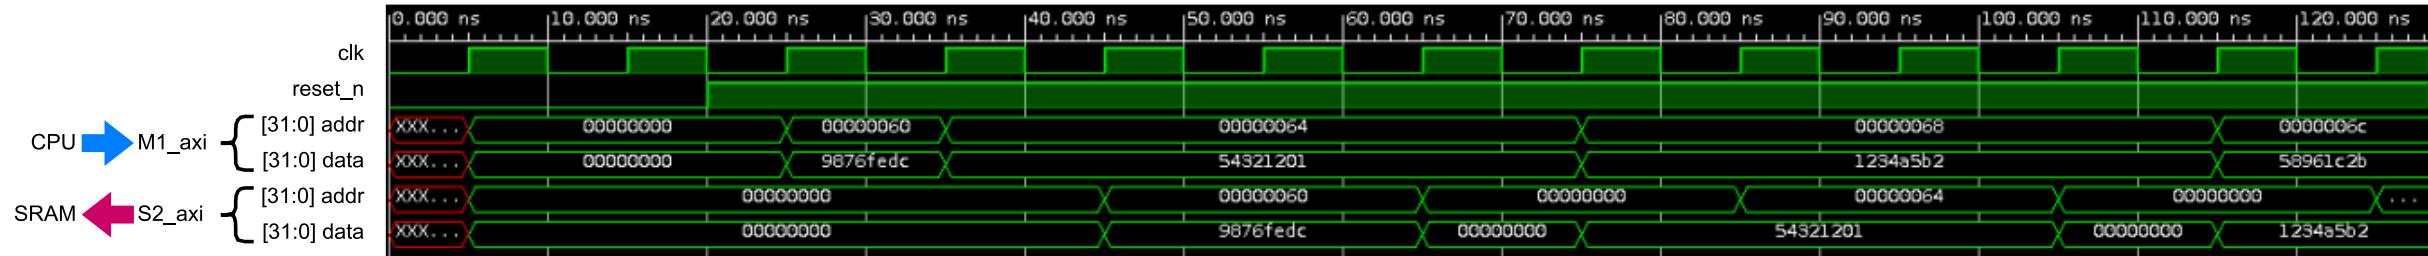 0.000 ns 10.000 ns 20.000 ns 30.000 ns 40.000 ns 50.000 ns 60.000 ns 70.000 ns 80.000 ns 90.000 ns 100.000 ns 110.000 ns 120.000 ns
clk
reset_n
[31:0] addr XXX... 00000000 00000060 00000064 00000068 0000006c
CPU M1_axi
[31:0] data XXX... 00000000 9876fedc 54321201 1234a5b2 58961c2b
[31:0] addr XXX... 00000000 00000060 00000000 00000064 00000000 ...
SRAM S2_axi
[31:0] data XXX... 00000000 9876fedc 00000000 54321201 00000000 1234a5b2